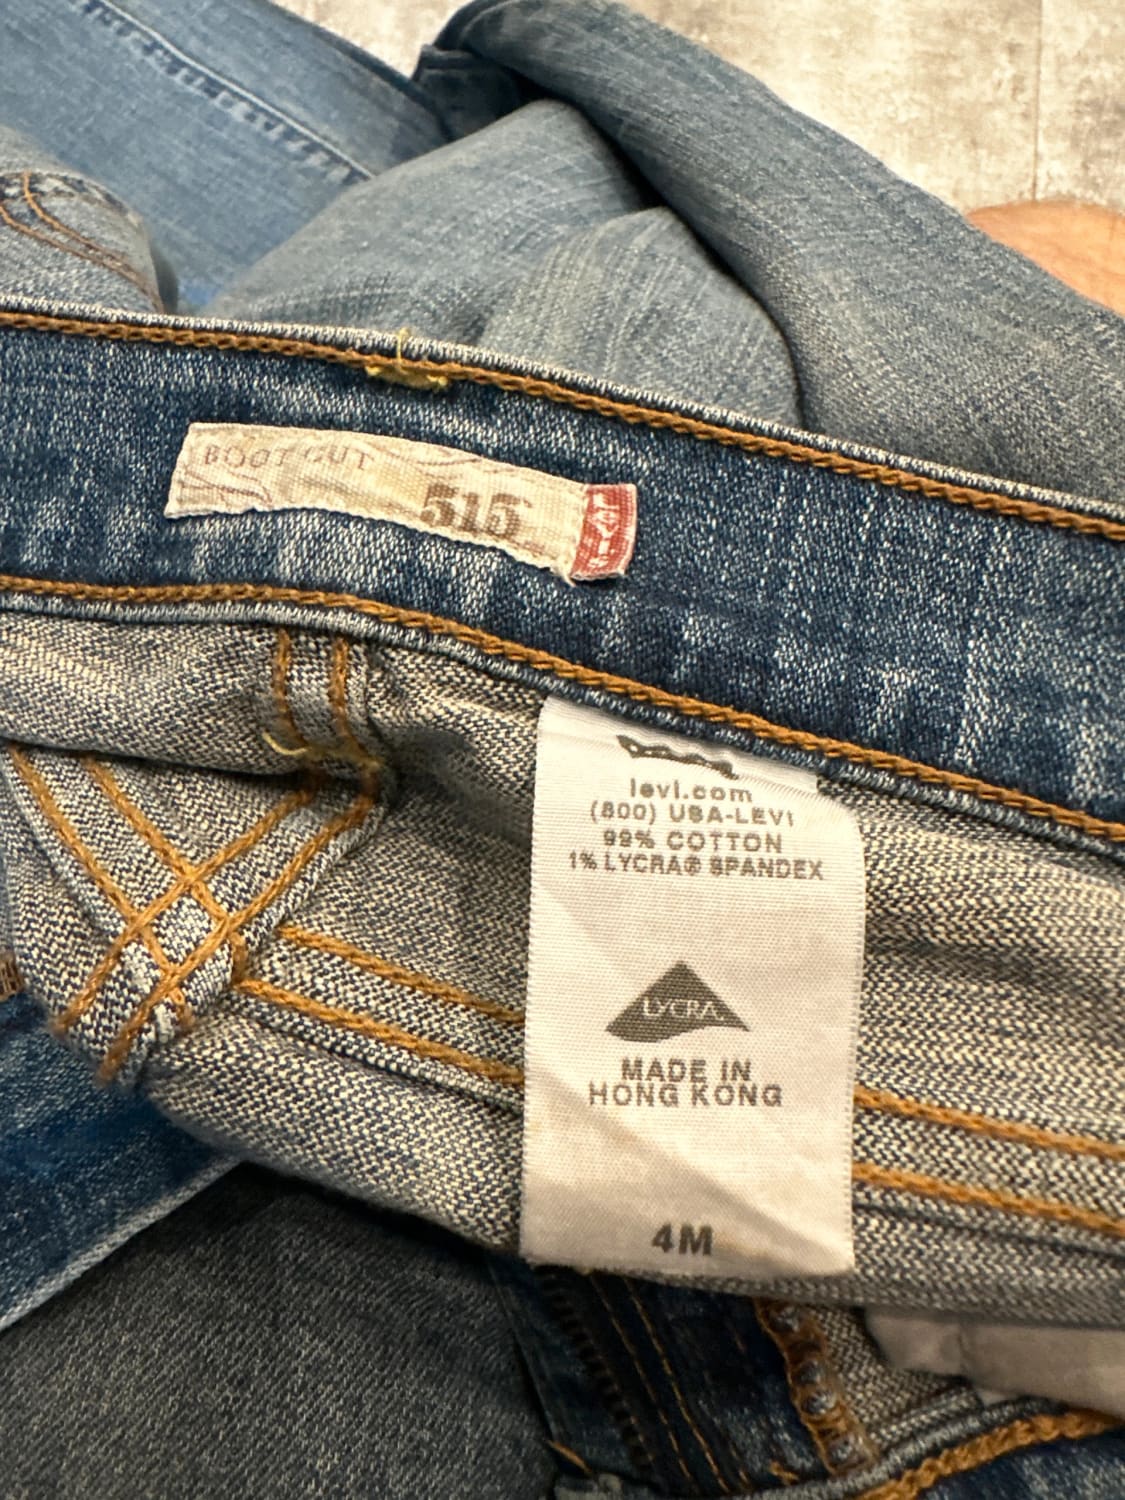 BOOT CUT
515
levi.com
(800) USA-LEVI
99% COTTON
1% LYCRA® SPANDEX
LYCRA
MADE IN
HONG KONG
4M